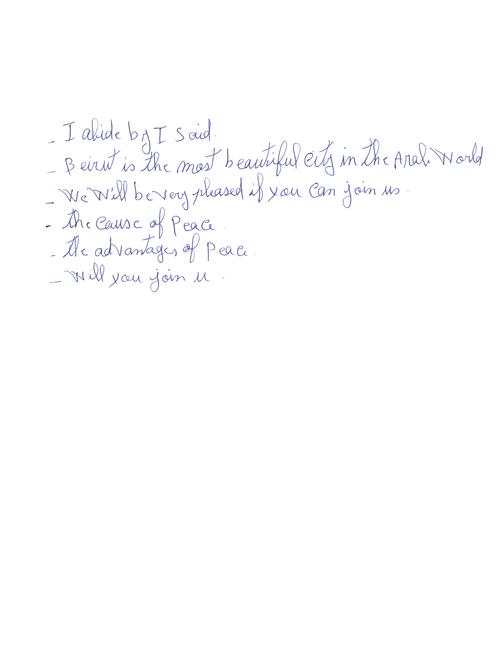 - I abide by I Said.
- Beirut is the most beautiful City in the Arab World
- We Will be very pleased if you Can join us.
- the Cause of Peace.
- the advantages of Peace.
- Will you join u.